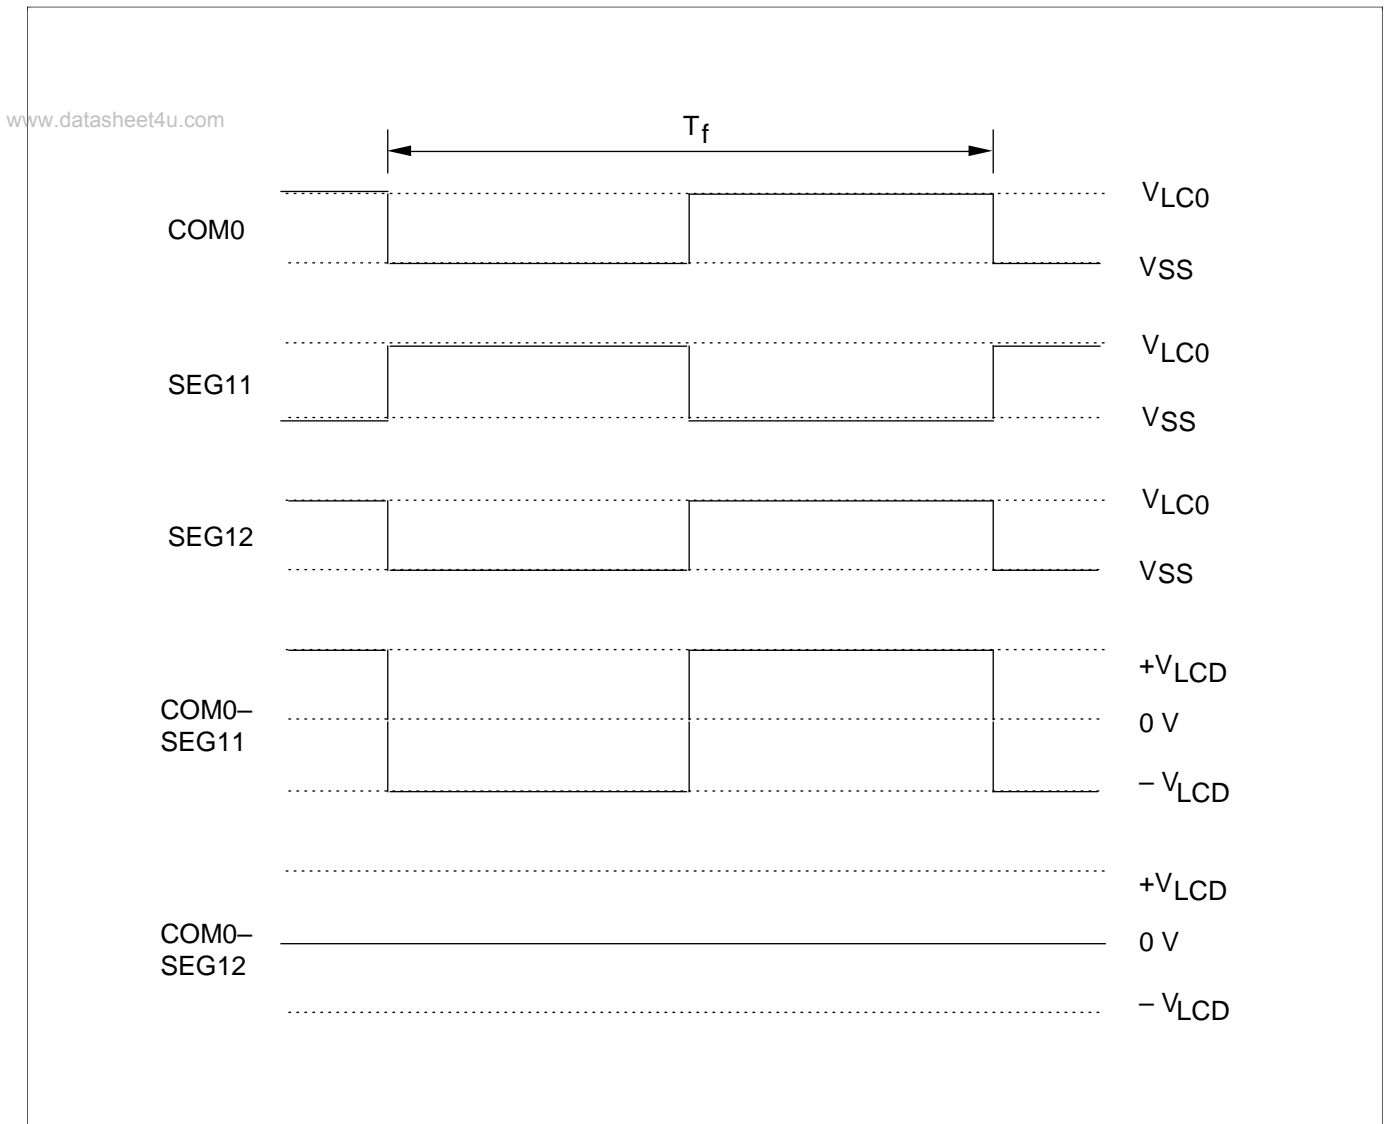 www.datasheet4u.com
Tf
COM0
VLC0
VSS
SEG11
VLC0
VSS
SEG12
VLC0
VSS
COM0–
SEG11
+VLCD
0 V
– VLCD
COM0–
SEG12
+VLCD
0 V
– VLCD